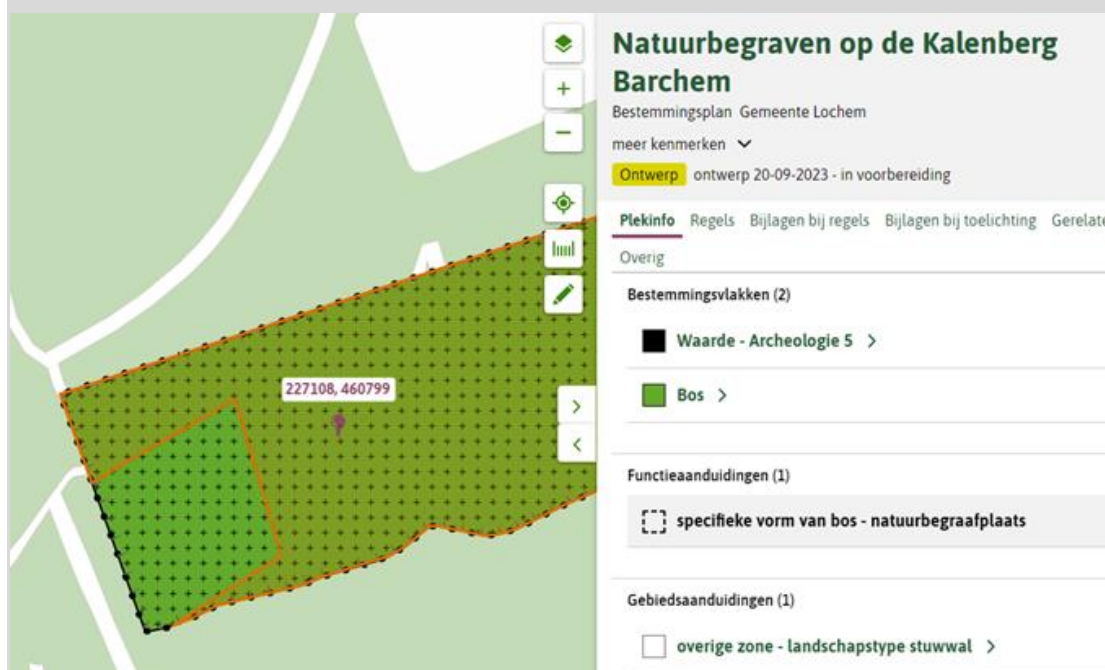 Natuurbegraven op de Kalenberg
Barchem
Bestemmingsplan Gemeente Lochem
meer kenmerken
Ontwerp ontwerp 20-09-2023 - in voorbereiding
Plekinfo Regels Bijlagen bij regels Bijlagen bij toelichting Gerelate
Overig
Bestemmingsvlakken (2)
Waarde - Archeologie 5
Bos
227108, 460799
Functieaanduidingen (1)
specifieke vorm van bos - natuurbegraafplaats
Gebiedsaanduidingen (1)
overige zone - landschapstype stuwwal